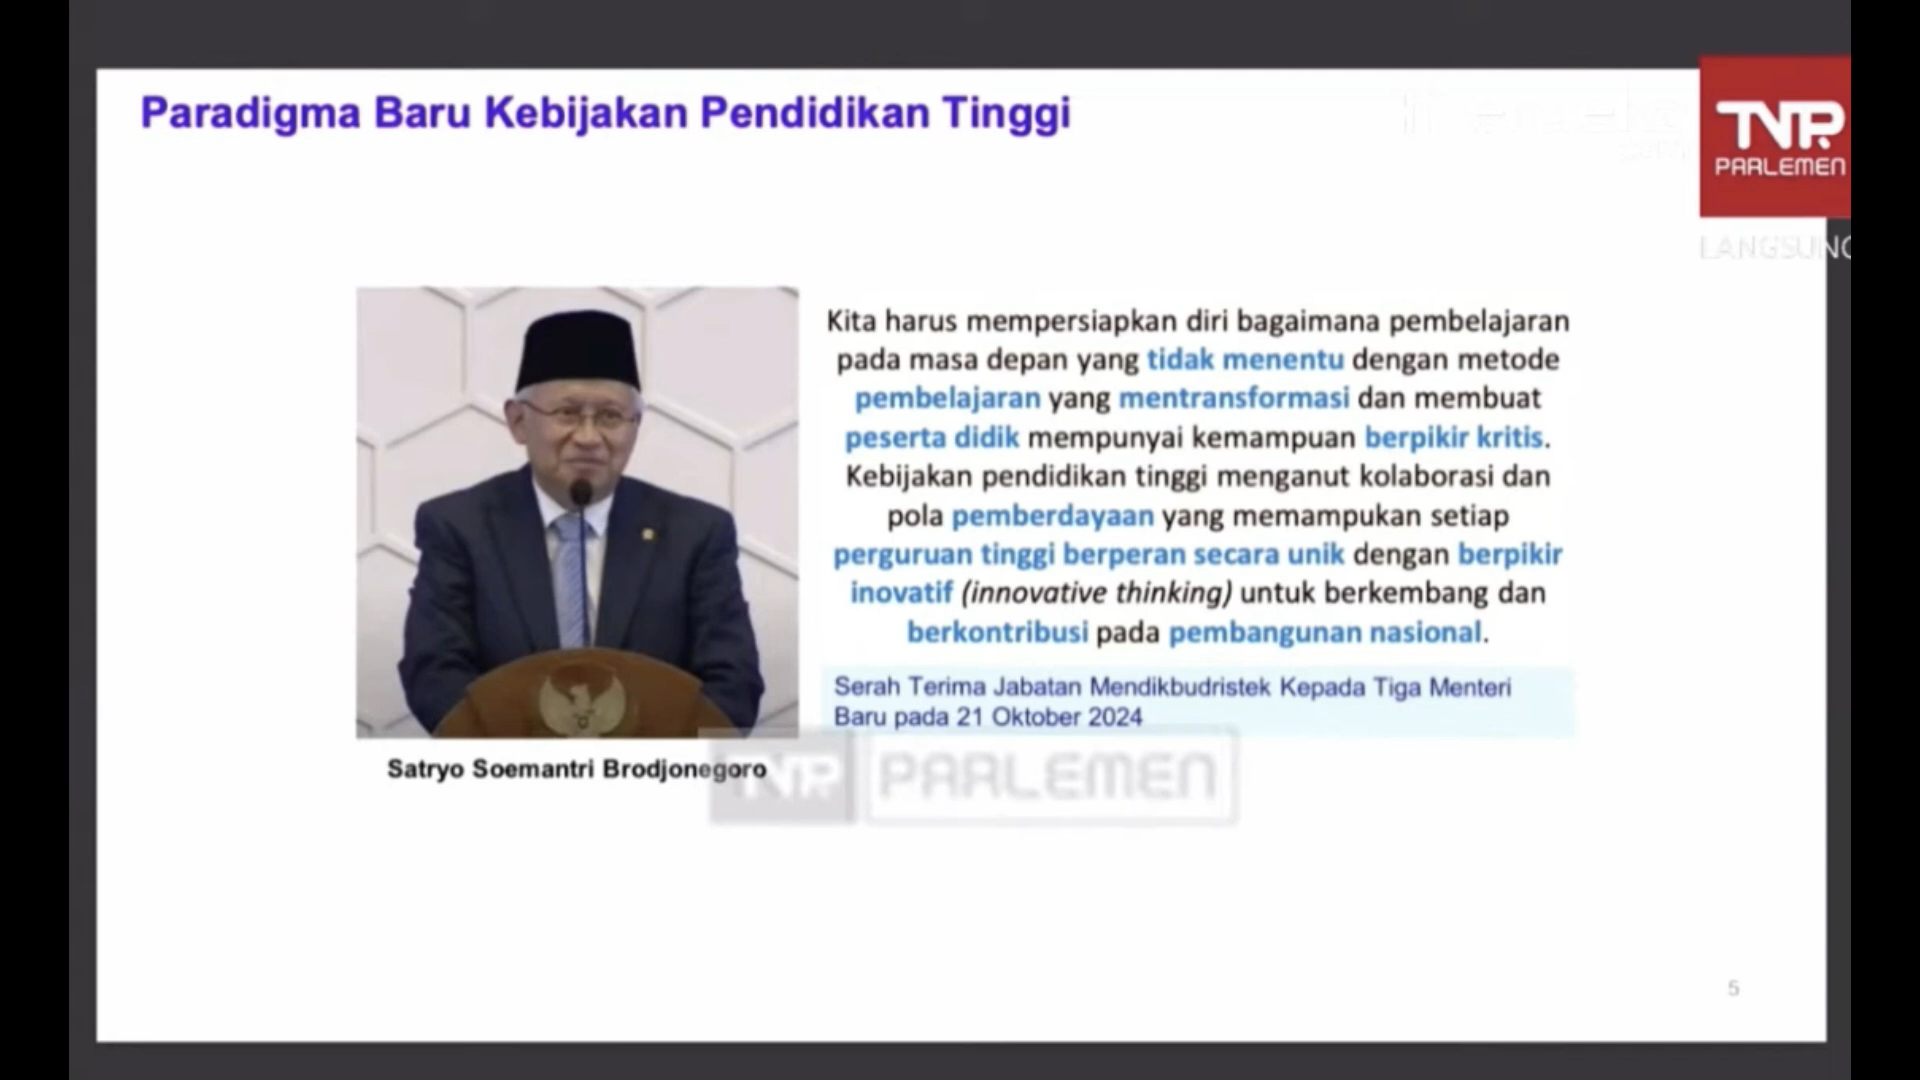 Paradigma Baru Kebijakan Pendidikan Tinggi
TVR
PARLEMEN
LANGSUNG
Kita harus mempersiapkan diri bagaimana pembelajaran
pada masa depan yang tidak menentu dengan metode
pembelajaran yang mentransformasi dan membuat
peserta didik mempunyai kemampuan berpikir kritis.
Kebijakan pendidikan tinggi menganut kolaborasi dan
pola pemberdayaan yang memampukan setiap
perguruan tinggi berperan secara unik dengan berpikir
inovatif (innovative thinking) untuk berkembang dan
berkontribusi pada pembangunan nasional.
Serah Terima Jabatan Mendikbudristek Kepada Tiga Menteri
Baru pada 21 Oktober 2024
Satryo Soemantri Brodjonegoro
TVR PARLEMEN
5